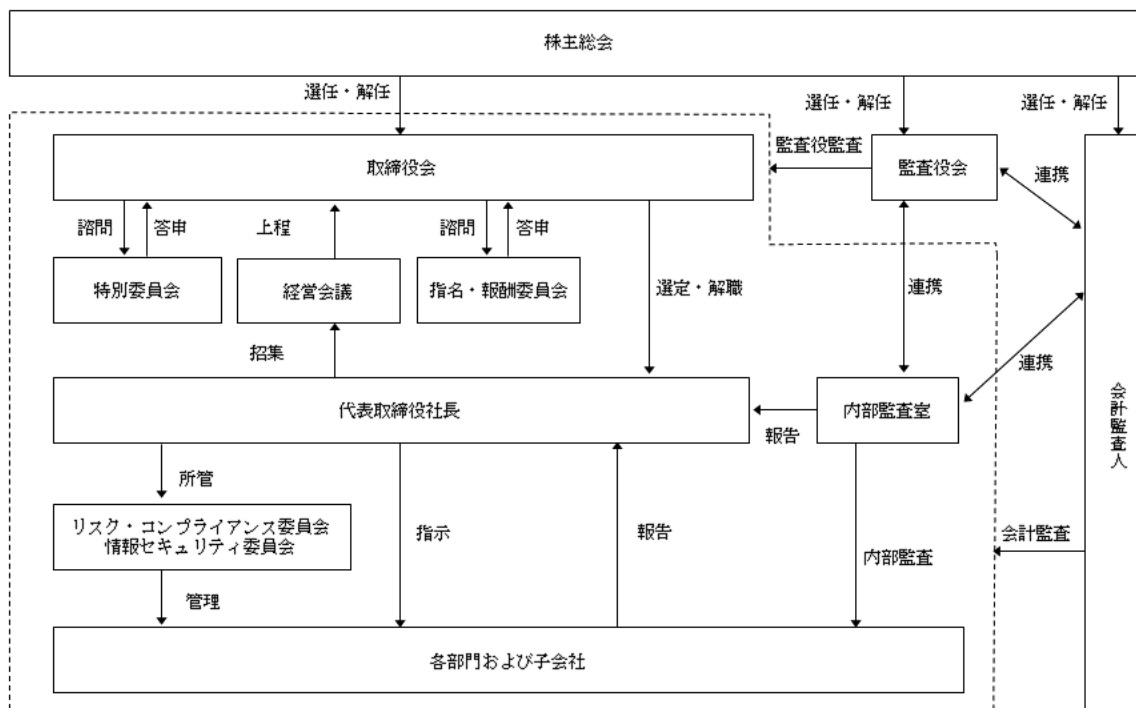 株主総会
選任・解任
選任・解任
選任・解任
取締役会
監査役監査
監査役会
連携
諮問
答申
上程
諮問
答申
特別委員会
経営会議
指名・報酬委員会
選定・解職
連携
招集
連携
代表取締役社長
内部監査室
報告
会計監査人
所管
リスク・コンプライアンス委員会
情報セキュリティ委員会
指示
報告
内部監査
会計監査
管理
各部門および子会社